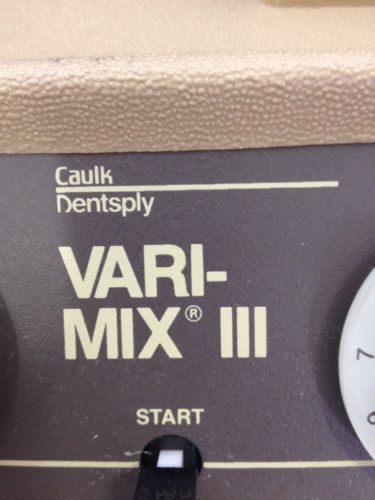 Caulk
Dentsply
VARI-
MIX® III
START
7